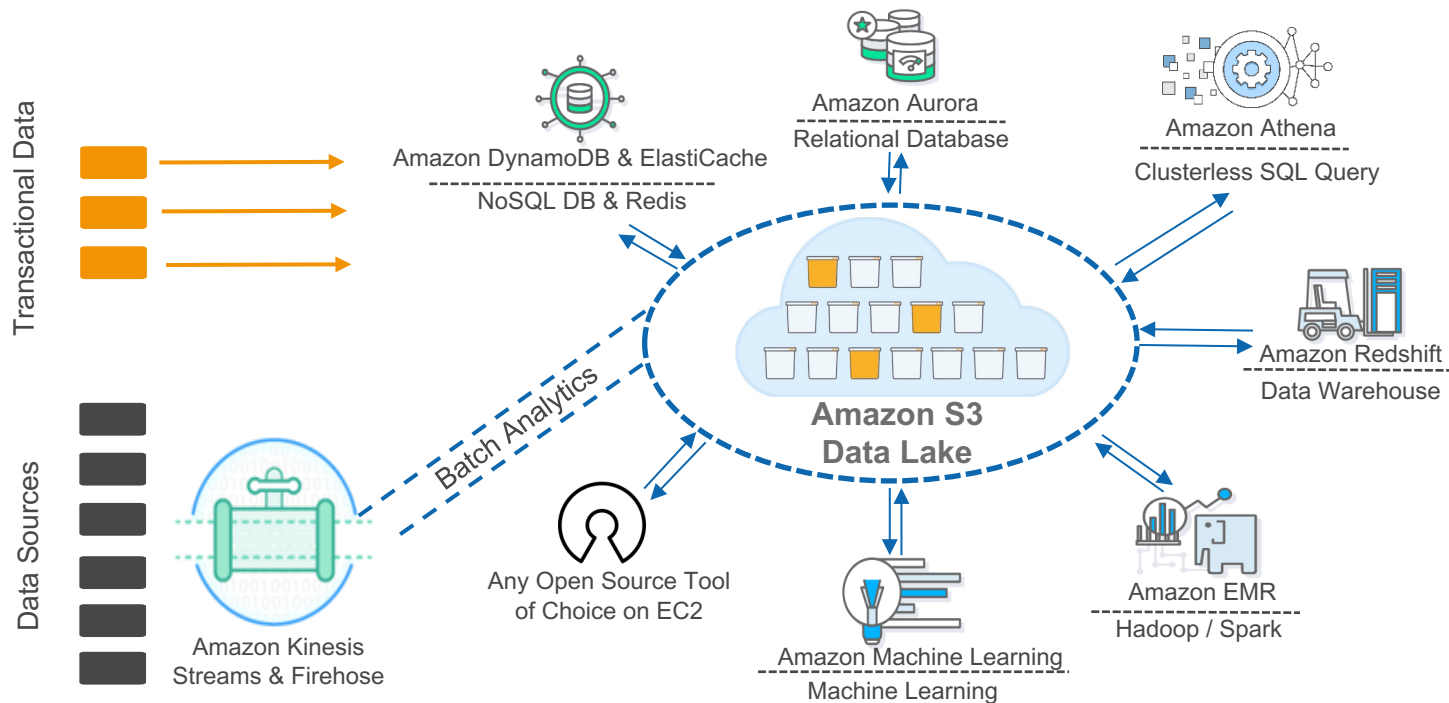 Transactional Data
Data Sources
Amazon DynamoDB & ElastiCache
NoSQL DB & Redis
Amazon Aurora
Relational Database
Amazon Athena
Clusterless SQL Query
Amazon Redshift
Data Warehouse
Amazon S3
Data Lake
Batch Analytics
Amazon Kinesis
Streams & Firehose
Any Open Source Tool
of Choice on EC2
Amazon Machine Learning
Machine Learning
Amazon EMR
Hadoop / Spark